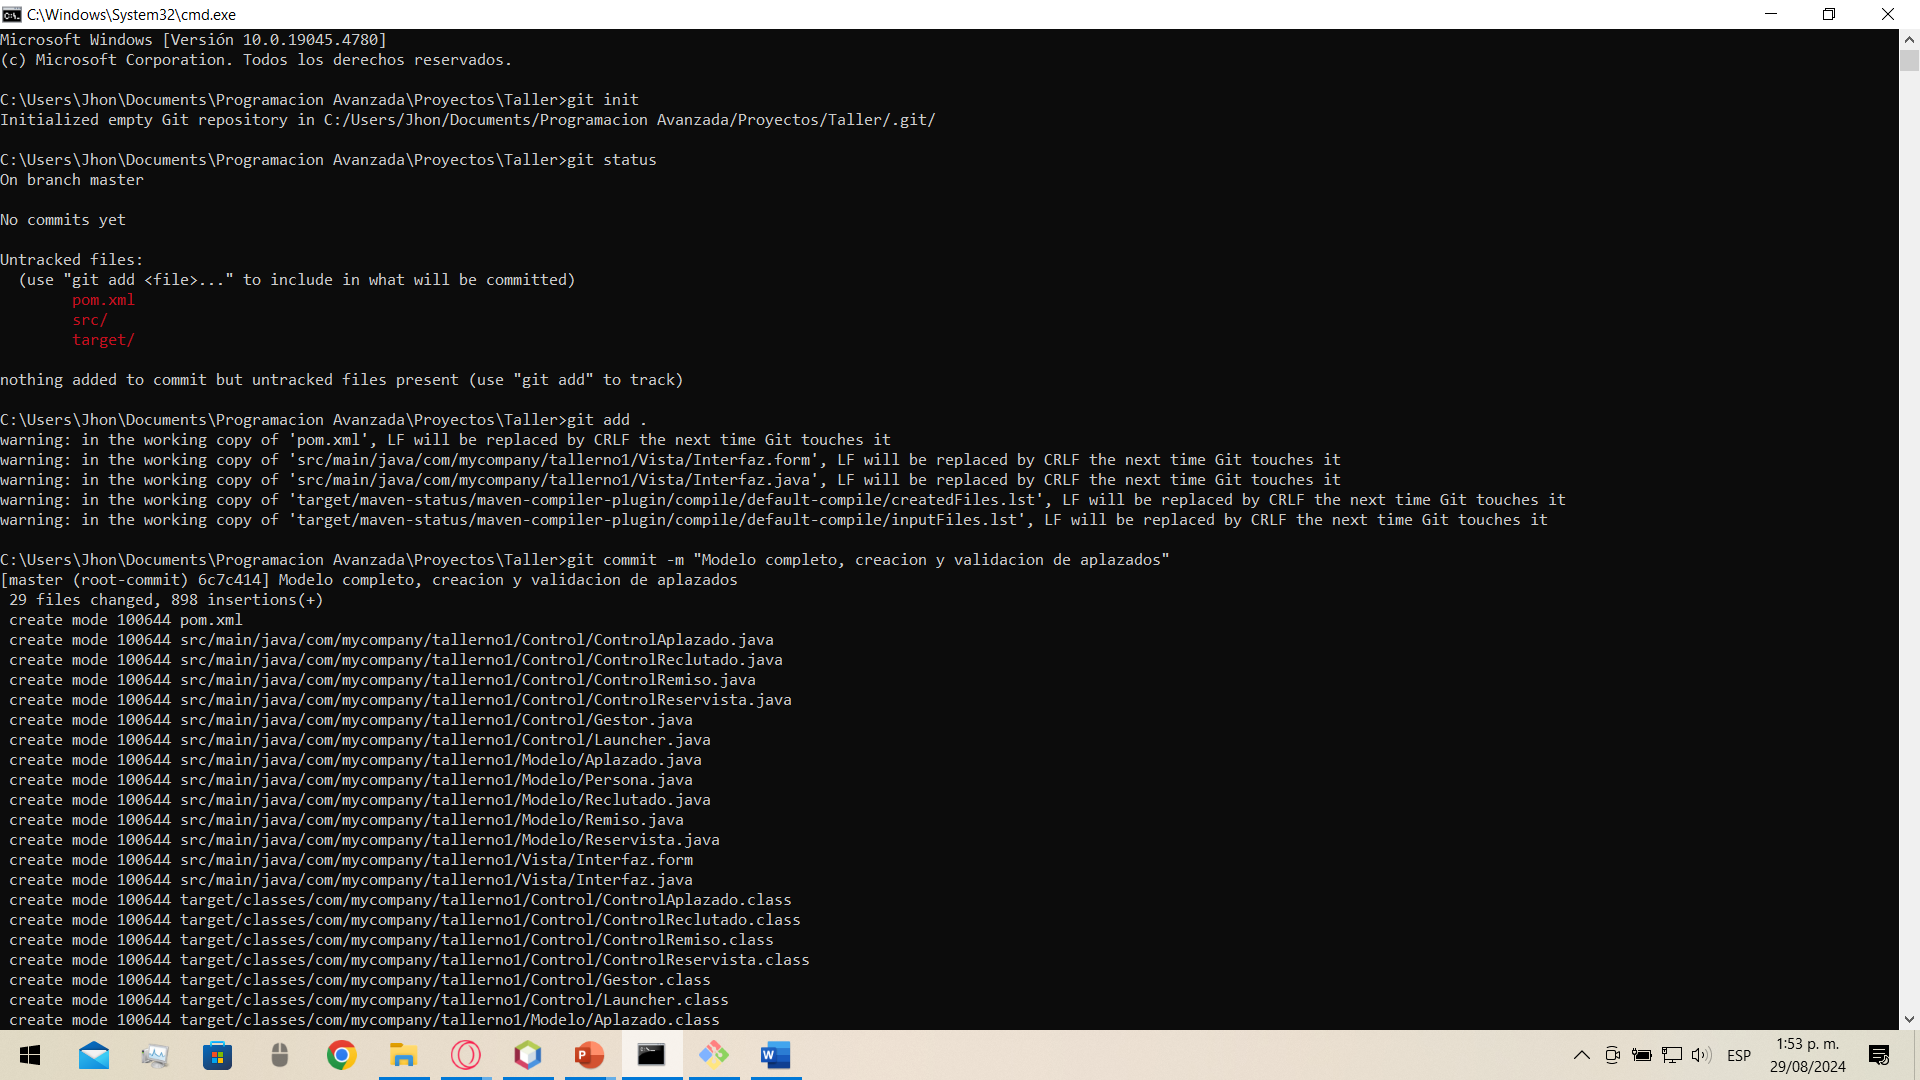 C:\Windows\System32\cmd.exe
Microsoft Windows [Versión 10.0.19045.4780]
(c) Microsoft Corporation. Todos los derechos reservados.
C:\Users\Jhon\Documents\Programacion Avanzada\Proyectos\Taller>git init
Initialized empty Git repository in C:/Users/Jhon/Documents/Programacion Avanzada/Proyectos/Taller/.git/
C:\Users\Jhon\Documents\Programacion Avanzada\Proyectos\Taller>git status
On branch master
No commits yet
Untracked files:
  (use "git add <file>..." to include in what will be committed)
        pom.xml
        src/
        target/
nothing added to commit but untracked files present (use "git add" to track)
C:\Users\Jhon\Documents\Programacion Avanzada\Proyectos\Taller>git add .
warning: in the working copy of 'pom.xml', LF will be replaced by CRLF the next time Git touches it
warning: in the working copy of 'src/main/java/com/mycompany/tallerno1/Vista/Interfaz.form', LF will be replaced by CRLF the next time Git touches it
warning: in the working copy of 'src/main/java/com/mycompany/tallerno1/Vista/Interfaz.java', LF will be replaced by CRLF the next time Git touches it
warning: in the working copy of 'target/maven-status/maven-compiler-plugin/compile/default-compile/createdFiles.lst', LF will be replaced by CRLF the next time Git touches it
warning: in the working copy of 'target/maven-status/maven-compiler-plugin/compile/default-compile/inputFiles.lst', LF will be replaced by CRLF the next time Git touches it
C:\Users\Jhon\Documents\Programacion Avanzada\Proyectos\Taller>git commit -m "Modelo completo, creacion y validacion de aplazados"
[master (root-commit) 6c7c414] Modelo completo, creacion y validacion de aplazados
 29 files changed, 898 insertions(+)
 create mode 100644 pom.xml
 create mode 100644 src/main/java/com/mycompany/tallerno1/Control/ControlAplazado.java
 create mode 100644 src/main/java/com/mycompany/tallerno1/Control/ControlReclutado.java
 create mode 100644 src/main/java/com/mycompany/tallerno1/Control/ControlRemiso.java
 create mode 100644 src/main/java/com/mycompany/tallerno1/Control/ControlReservista.java
 create mode 100644 src/main/java/com/mycompany/tallerno1/Control/Gestor.java
 create mode 100644 src/main/java/com/mycompany/tallerno1/Control/Launcher.java
 create mode 100644 src/main/java/com/mycompany/tallerno1/Modelo/Aplazado.java
 create mode 100644 src/main/java/com/mycompany/tallerno1/Modelo/Persona.java
 create mode 100644 src/main/java/com/mycompany/tallerno1/Modelo/Reclutado.java
 create mode 100644 src/main/java/com/mycompany/tallerno1/Modelo/Remiso.java
 create mode 100644 src/main/java/com/mycompany/tallerno1/Modelo/Reservista.java
 create mode 100644 src/main/java/com/mycompany/tallerno1/Vista/Interfaz.form
 create mode 100644 src/main/java/com/mycompany/tallerno1/Vista/Interfaz.java
 create mode 100644 target/classes/com/mycompany/tallerno1/Control/ControlAplazado.class
 create mode 100644 target/classes/com/mycompany/tallerno1/Control/ControlReclutado.class
 create mode 100644 target/classes/com/mycompany/tallerno1/Control/ControlRemiso.class
 create mode 100644 target/classes/com/mycompany/tallerno1/Control/ControlReservista.class
 create mode 100644 target/classes/com/mycompany/tallerno1/Control/Gestor.class
 create mode 100644 target/classes/com/mycompany/tallerno1/Control/Launcher.class
 create mode 100644 target/classes/com/mycompany/tallerno1/Modelo/Aplazado.class
P
W
ESP
1:53 p. m.
29/08/2024